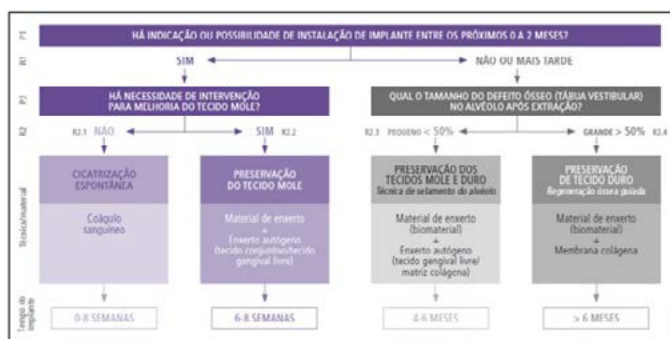 P1
HÁ INDICAÇÃO OU POSSIBILIDADE DE INSTALAÇÃO DE IMPLANTE ENTRE OS PRÓXIMOS 0 A 2 MESES?
R1
SIM
NÃO OU MAIS TARDE
P2
HÁ NECESSIDADE DE INTERVENÇÃO
PARA MELHORIA DO TECIDO MOLE?
QUAL O TAMANHO DO DEFEITO ÓSSEO (TÁBUA VESTIBULAR)
NO ALVÉOLO APÓS EXTRAÇÃO?
R2
R2.1 NÃO
SIM R2.2
R2.3 PEQUENO < 50%
GRANDE > 50% R2.4
Técnica/material
CICATRIZAÇÃO
ESPONTÂNEA
Coágulo
sanguíneo
PRESERVAÇÃO
DO TECIDO MOLE
Material de enxerto
+
Enxerto autógeno
(tecido conjuntivo/tecido
gengival livre)
PRESERVAÇÃO DOS
TECIDOS MOLE E DURO
Técnica de selamento do alvéolo
Material de enxerto
(biomaterial)
+
Enxerto autógeno
(tecido gengival livre/
matriz colágena)
PRESERVAÇÃO
DE TECIDO DURO
Regeneração óssea guiada
Material de enxerto
(biomaterial)
+
Membrana colágena
Tempo do
implante
0-8 SEMANAS
6-8 SEMANAS
4-6 MESES
> 6 MESES